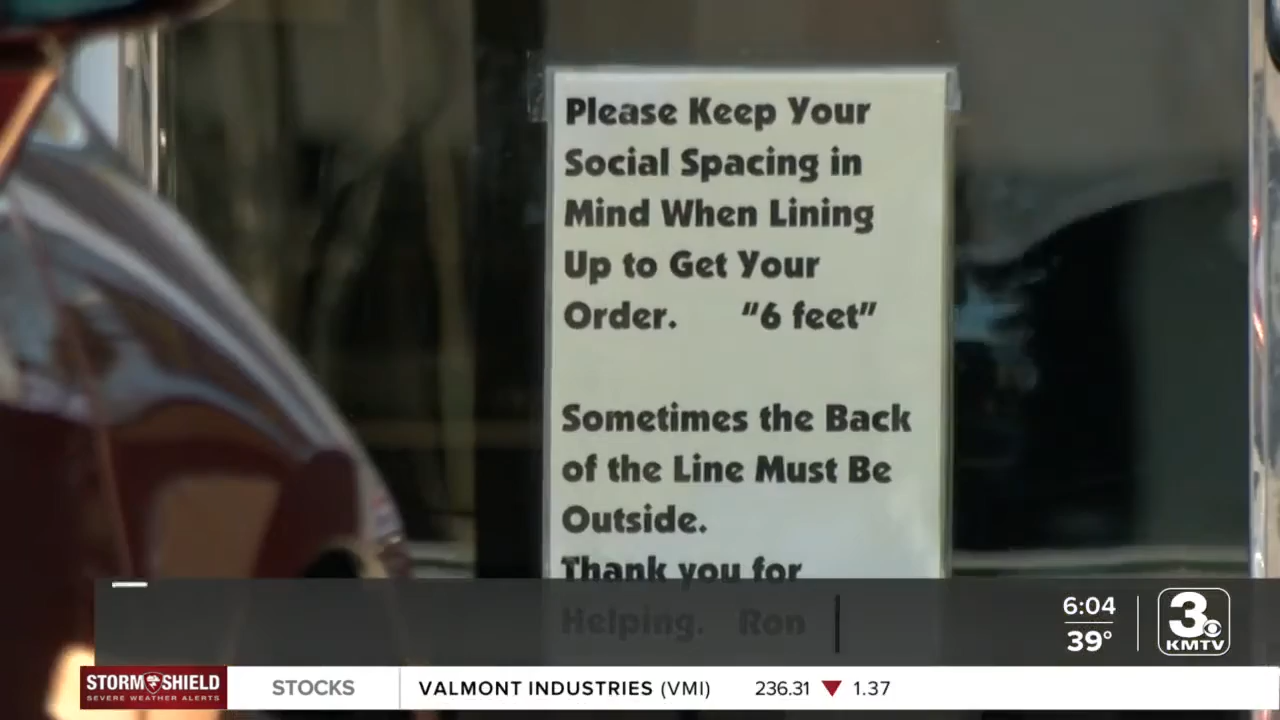 Please Keep Your
Social Spacing in
Mind When Lining
Up to Get Your
Order. "6 feet"
Sometimes the Back
of the Line Must Be
Outside.
Thank you for
Helping. Ron
6:04
39°
3
KMTV
STORM SHIELD
SEVERE WEATHER ALERTS
STOCKS
VALMONT INDUSTRIES (VMI) 236.31 ▼ 1.37